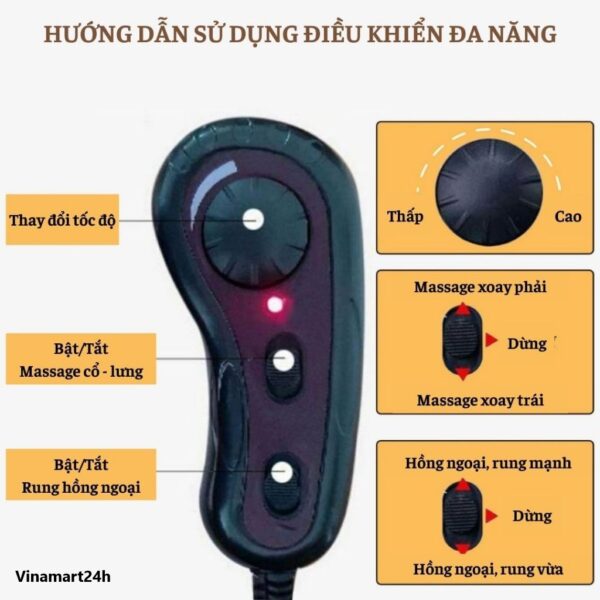 HƯỚNG DẪN SỬ DỤNG ĐIỀU KHIỂN ĐA NĂNG
Thay đổi tốc độ
Thấp
Cao
Bật/Tắt
Massage cổ - lưng
Massage xoay phải
Dừng
Massage xoay trái
Bật/Tắt
Rung hồng ngoại
Hồng ngoại, rung mạnh
Dừng
Hồng ngoại, rung vừa
Vinamart24h